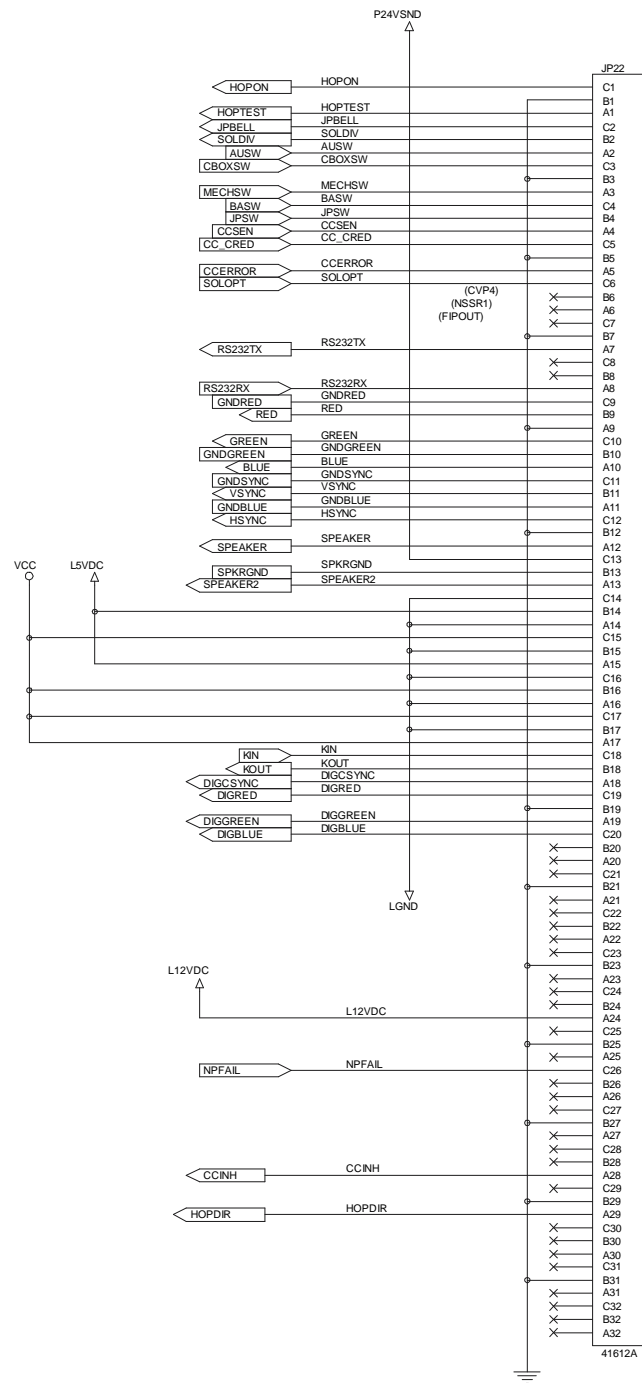 P24VSND
JP22
HOPON HOPON C1
B1
HOPTEST HOPTEST A1
JPBELL JPBELL C2
SOLDIV SOLDIV B2
AUSW AUSW A2
CBOXSW CBOXSW C3
B3
MECHSW MECHSW A3
BASW BASW C4
JPSW JPSW B4
CCSEN CCSEN A4
CC_CRED CC_CRED C5
B5
CCERROR CCERROR A5
SOLOPT SOLOPT C6
(CVP4) B6
(NSSR1) A6
(FIPOUT) C7
B7
RS232TX RS232TX A7
C8
B8
RS232RX RS232RX A8
GNDRED GNDRED C9
RED RED B9
A9
GREEN GREEN C10
GNDGREEN GNDGREEN B10
BLUE BLUE A10
GNDSYNC GNDSYNC C11
VSYNC VSYNC B11
GNDBLUE GNDBLUE A11
HSYNC HSYNC C12
B12
SPEAKER SPEAKER A12
C13
SPKRGND SPKRGND B13
SPEAKER2 SPEAKER2 A13
VCC L5VDC
C14
B14
A14
C15
B15
A15
C16
B16
A16
C17
B17
A17
KIN KIN C18
KOUT KOUT B18
DIGCSYNC DIGCSYNC A18
DIGRED DIGRED C19
B19
DIGGREEN DIGGREEN A19
DIGBLUE DIGBLUE C20
B20
A20
C21
B21
LGND
A21
C22
B22
A22
C23
B23
L12VDC
A23
C24
B24
L12VDC A24
C25
B25
A25
NPFAIL NPFAIL C26
B26
A26
C27
B27
A27
C28
B28
CCINH CCINH A28
C29
B29
HOPDIR HOPDIR A29
C30
B30
A30
C31
B31
A31
C32
B32
A32
41612A